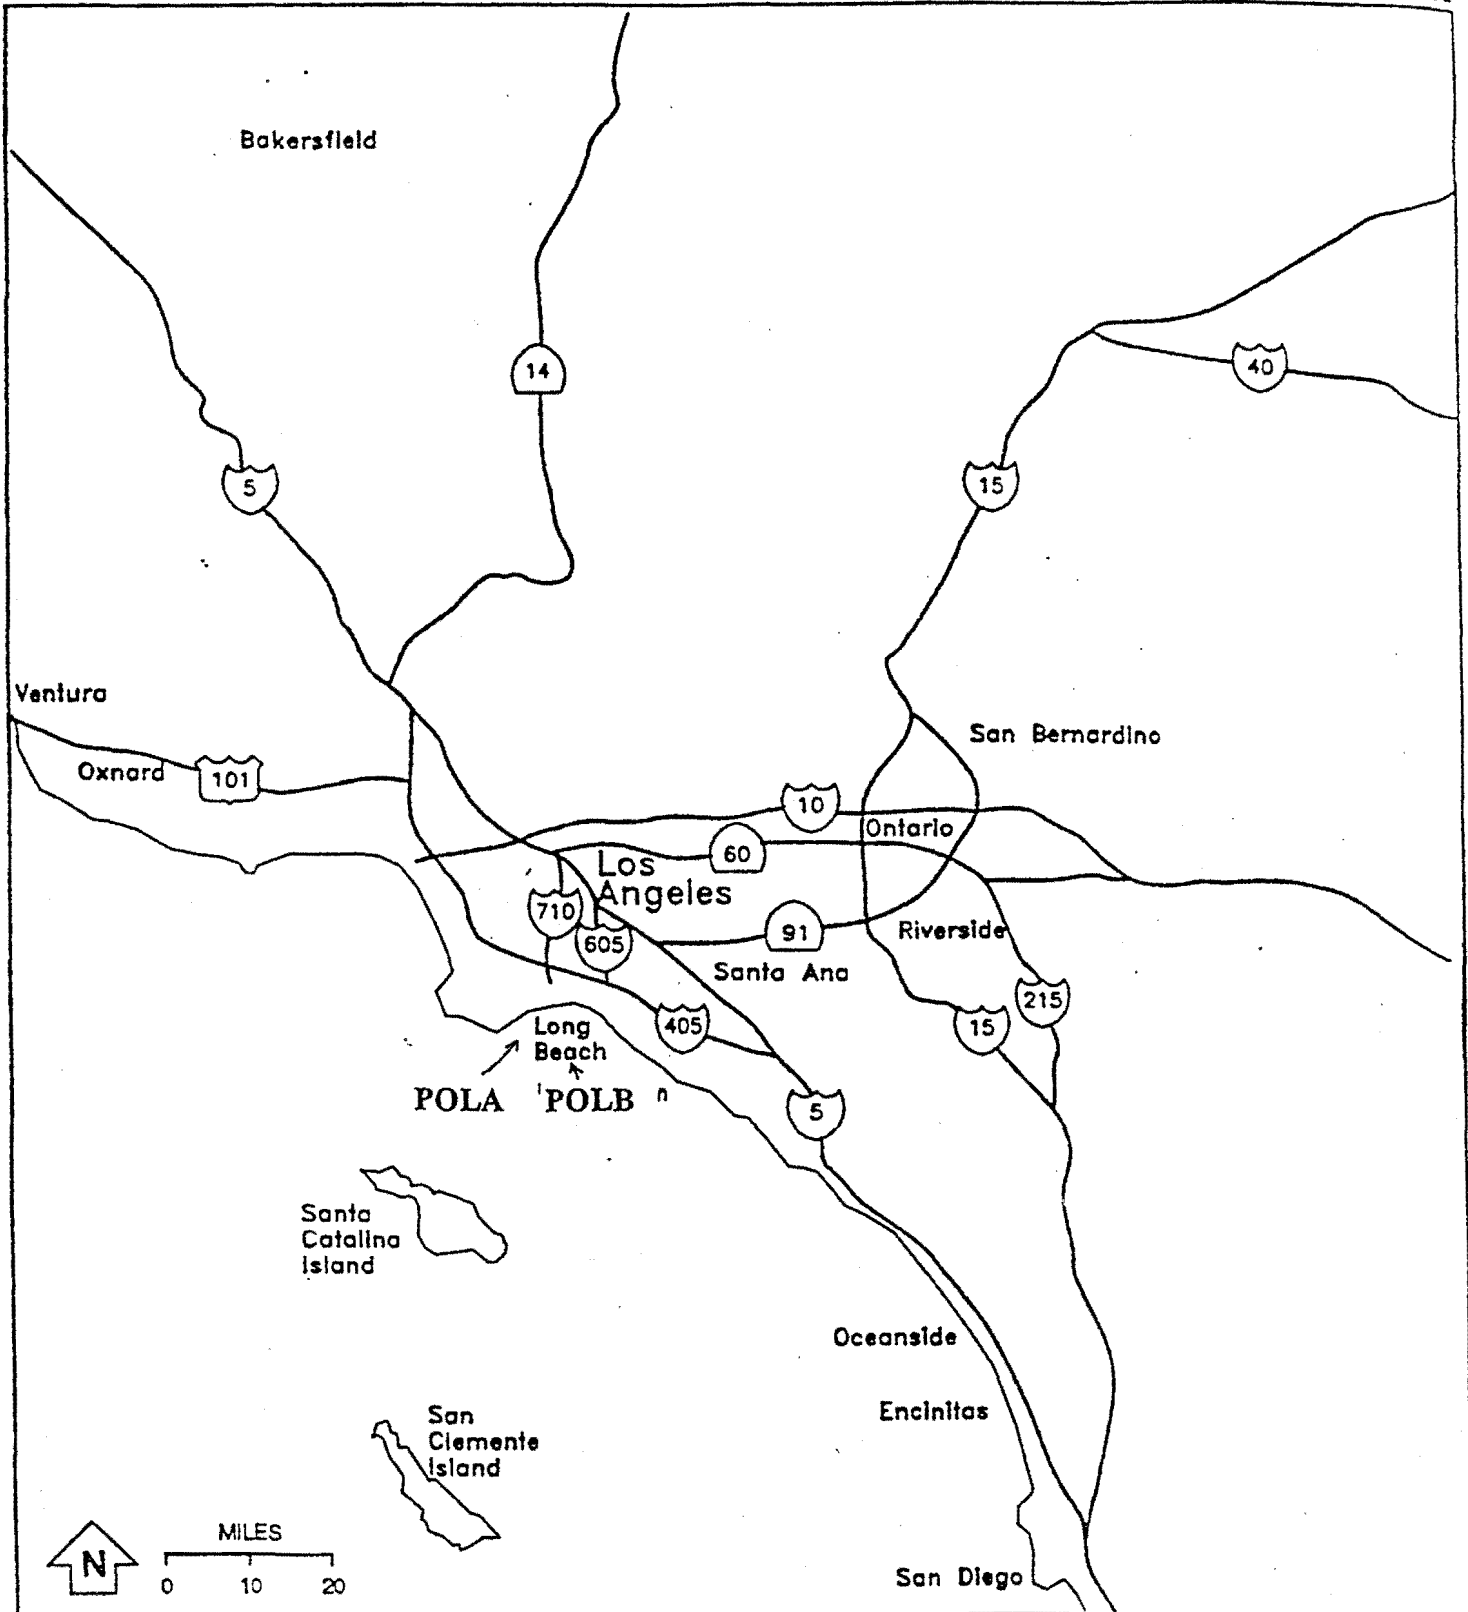 Bakersfield
14
40
5
15
Ventura
San Bernardino
Oxnard
101
10
Ontario
60
Los
Angeles
710
605
91
Riverside
Santa Ana
215
15
405
Long
Beach
POLA
POLB
5
Santa
Catalina
Island
Oceanside
Encinitas
San
Clemente
Island
MILES
N
0 10 20
San Diego